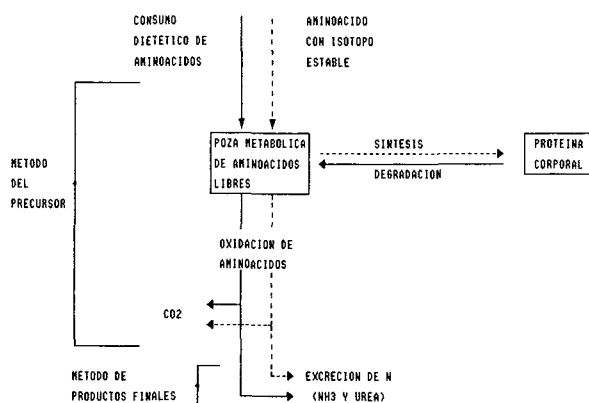 CONSUMO
DIETÉTICO DE
AMINOACIDOS
AMINOACIDO
CON ISOTOPO
ESTABLE
POZA METABOLICA
DE AMINOACIDOS
LIBRES
SINTESIS
DEGRADACION
PROTEINA
CORPORAL
METODO
DEL
PRECURSOR
OXIDACION DE
AMINOACIDOS
CO2
METODO DE
PRODUCTOS FINALES
EXCRECION DE N
(NH3 Y UREA)